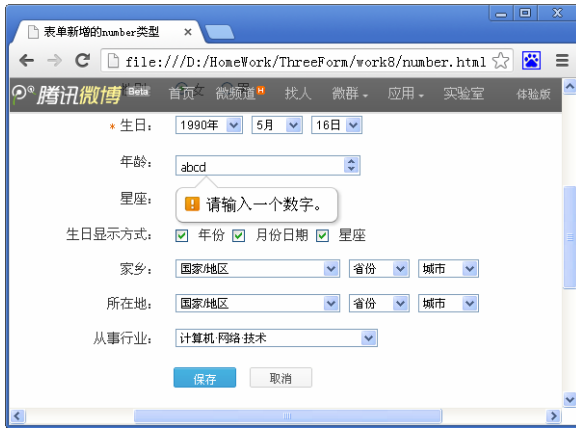 表单新增的number类型
file:///D:/HomeWork/ThreeForm/work8/number.html
腾讯微博 Beta 首页 微频道 H 找人 微群 应用 实验室 体验版
* 生日： 1990年 5月 16日
年龄： abcd
星座： 请输入一个数字。
生日显示方式： 年份 月份日期 星座
家乡： 国家/地区 省份 城市
所在地： 国家/地区 省份 城市
从事行业： 计算机·网络·技术
保存 取消